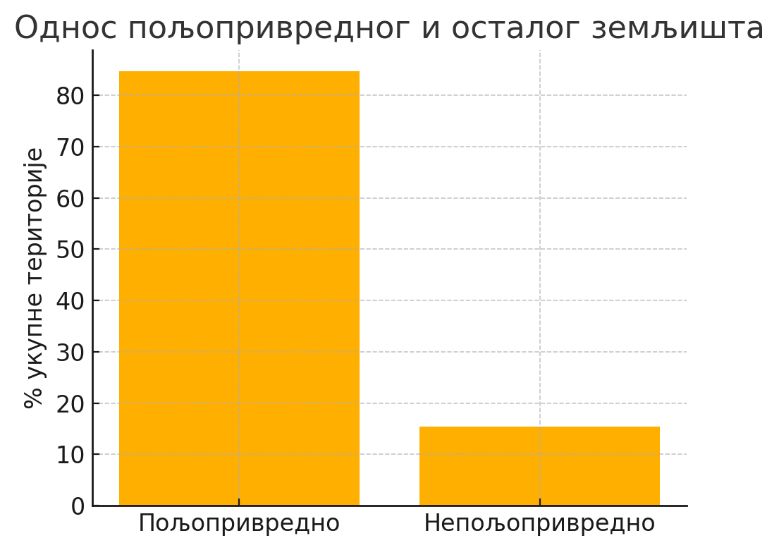 Однос пољопривредног и осталог земљишта
% укупне територије
80
70
60
50
40
30
20
10
0
Пољопривредно
Непољопривредно